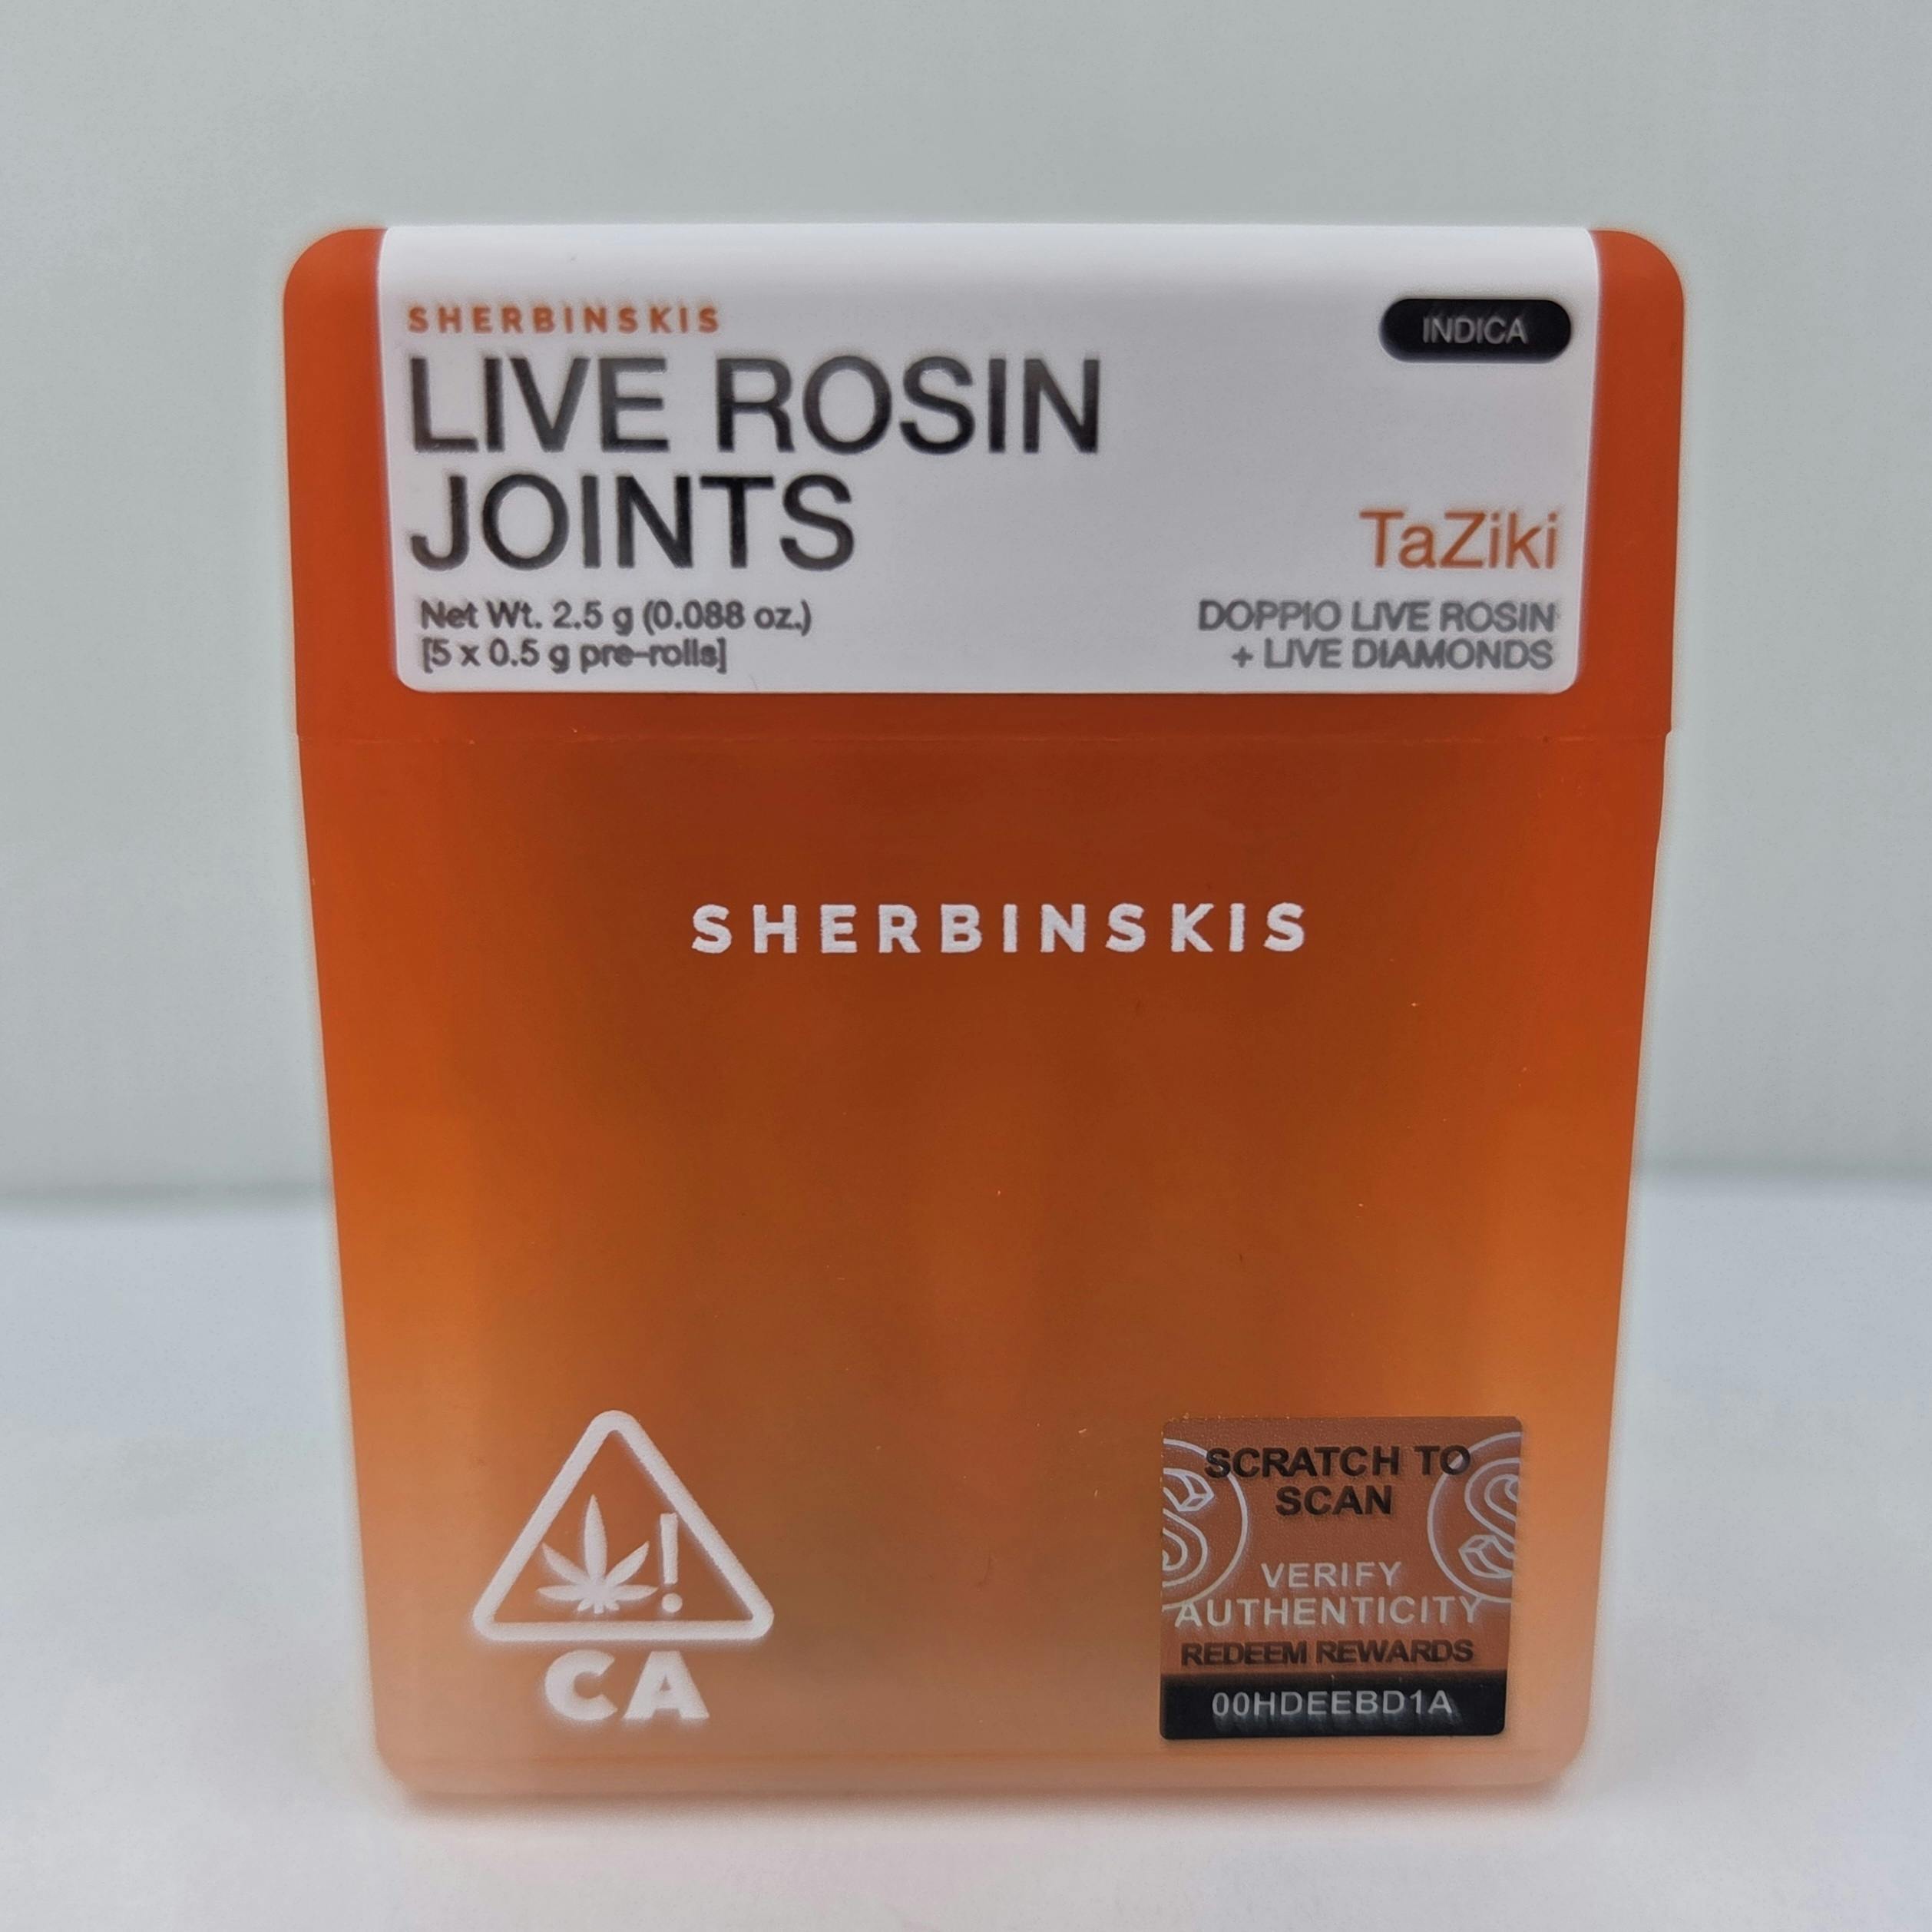 SHERBINSKIS
INDICA
LIVE ROSIN
JOINTS
TaZiki
Net Wt. 2.5 g (0.088 oz.)
[5 x 0.5 g pre-rolls]
DOPPIO LIVE ROSIN
+ LIVE DIAMONDS
SHERBINSKIS
!
CA
SCRATCH TO
SCAN
VERIFY
AUTHENTICITY
REDEEM REWARDS
00HDEEBD1A